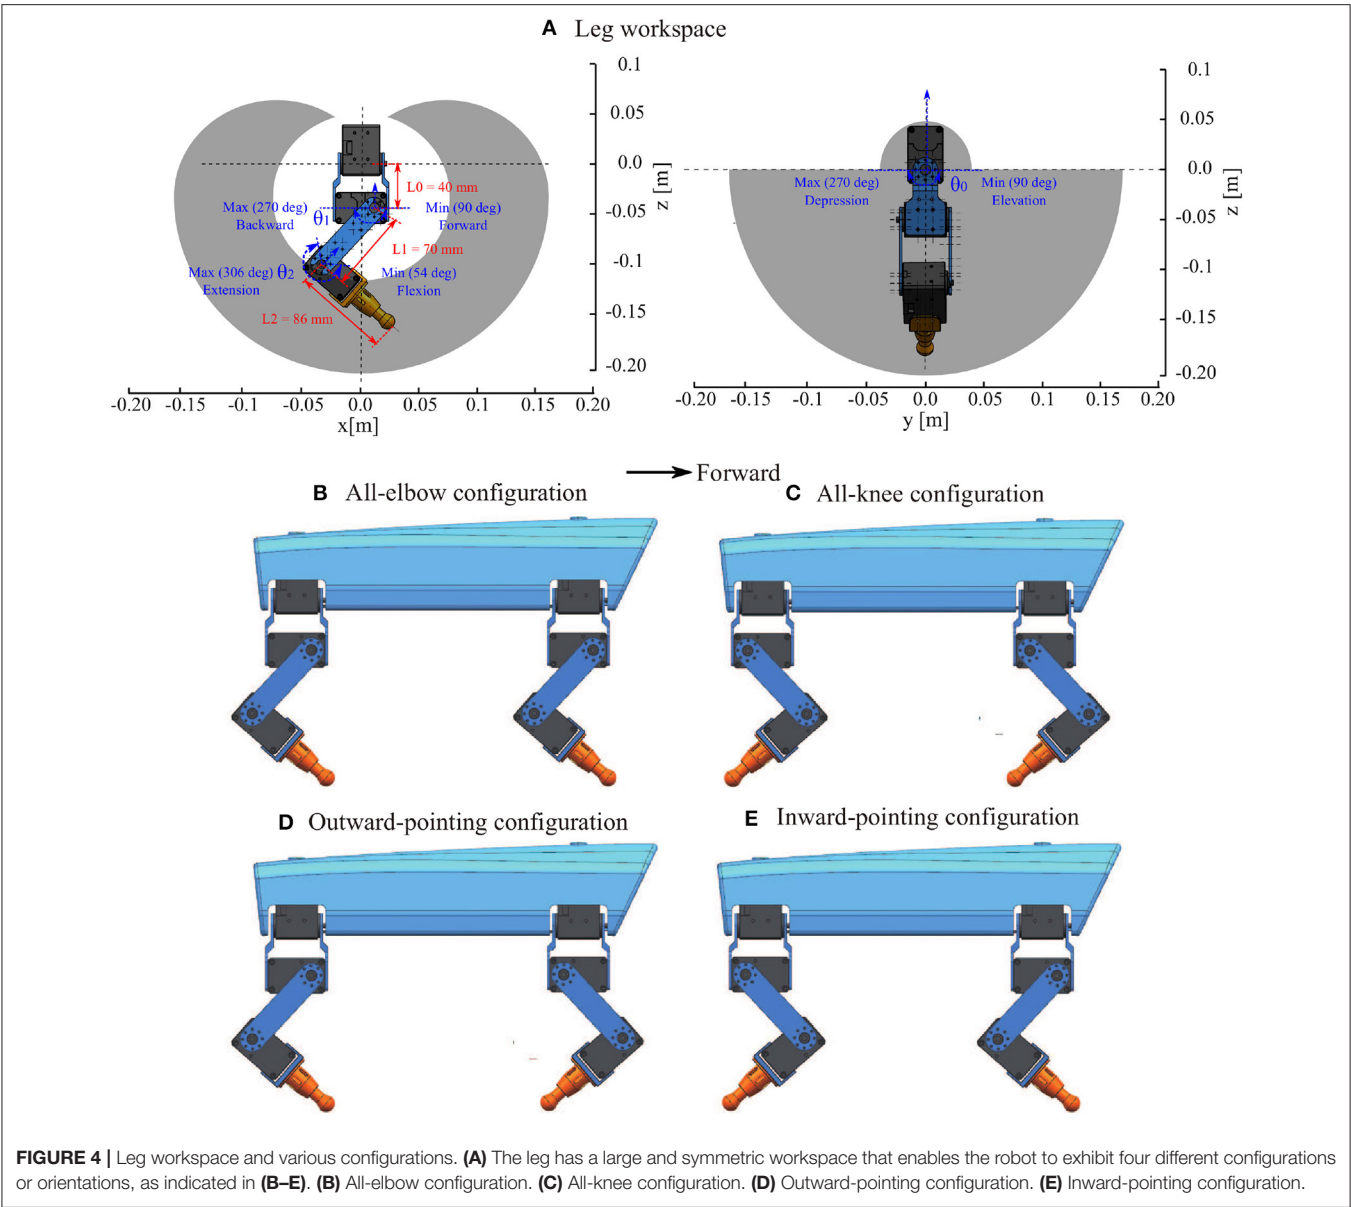 A Leg workspace
0.1
0.05
0.0
-0.05
-0.1
-0.15
-0.20
z [m]
L0 = 40 mm
Max (270 deg)
Backward
θ1
Min (90 deg)
Forward
L1 = 70 mm
Max (306 deg) θ2
Extension
Min (54 deg)
Flexion
L2 = 86 mm
-0.20 -0.15 -0.10 -0.05 0.0 0.05 0.10 0.15 0.20
x[m]
0.1
0.05
0.0
-0.05
-0.1
-0.15
-0.20
z [m]
Max (270 deg)
Depression
θ0
Min (90 deg)
Elevation
-0.20 -0.15 -0.10 -0.05 0.0 0.05 0.10 0.15 0.20
y [m]
Forward
B All-elbow configuration
C All-knee configuration
D Outward-pointing configuration
E Inward-pointing configuration
FIGURE 4 | Leg workspace and various configurations. (A) The leg has a large and symmetric workspace that enables the robot to exhibit four different configurations
or orientations, as indicated in (B–E). (B) All-elbow configuration. (C) All-knee configuration. (D) Outward-pointing configuration. (E) Inward-pointing configuration.